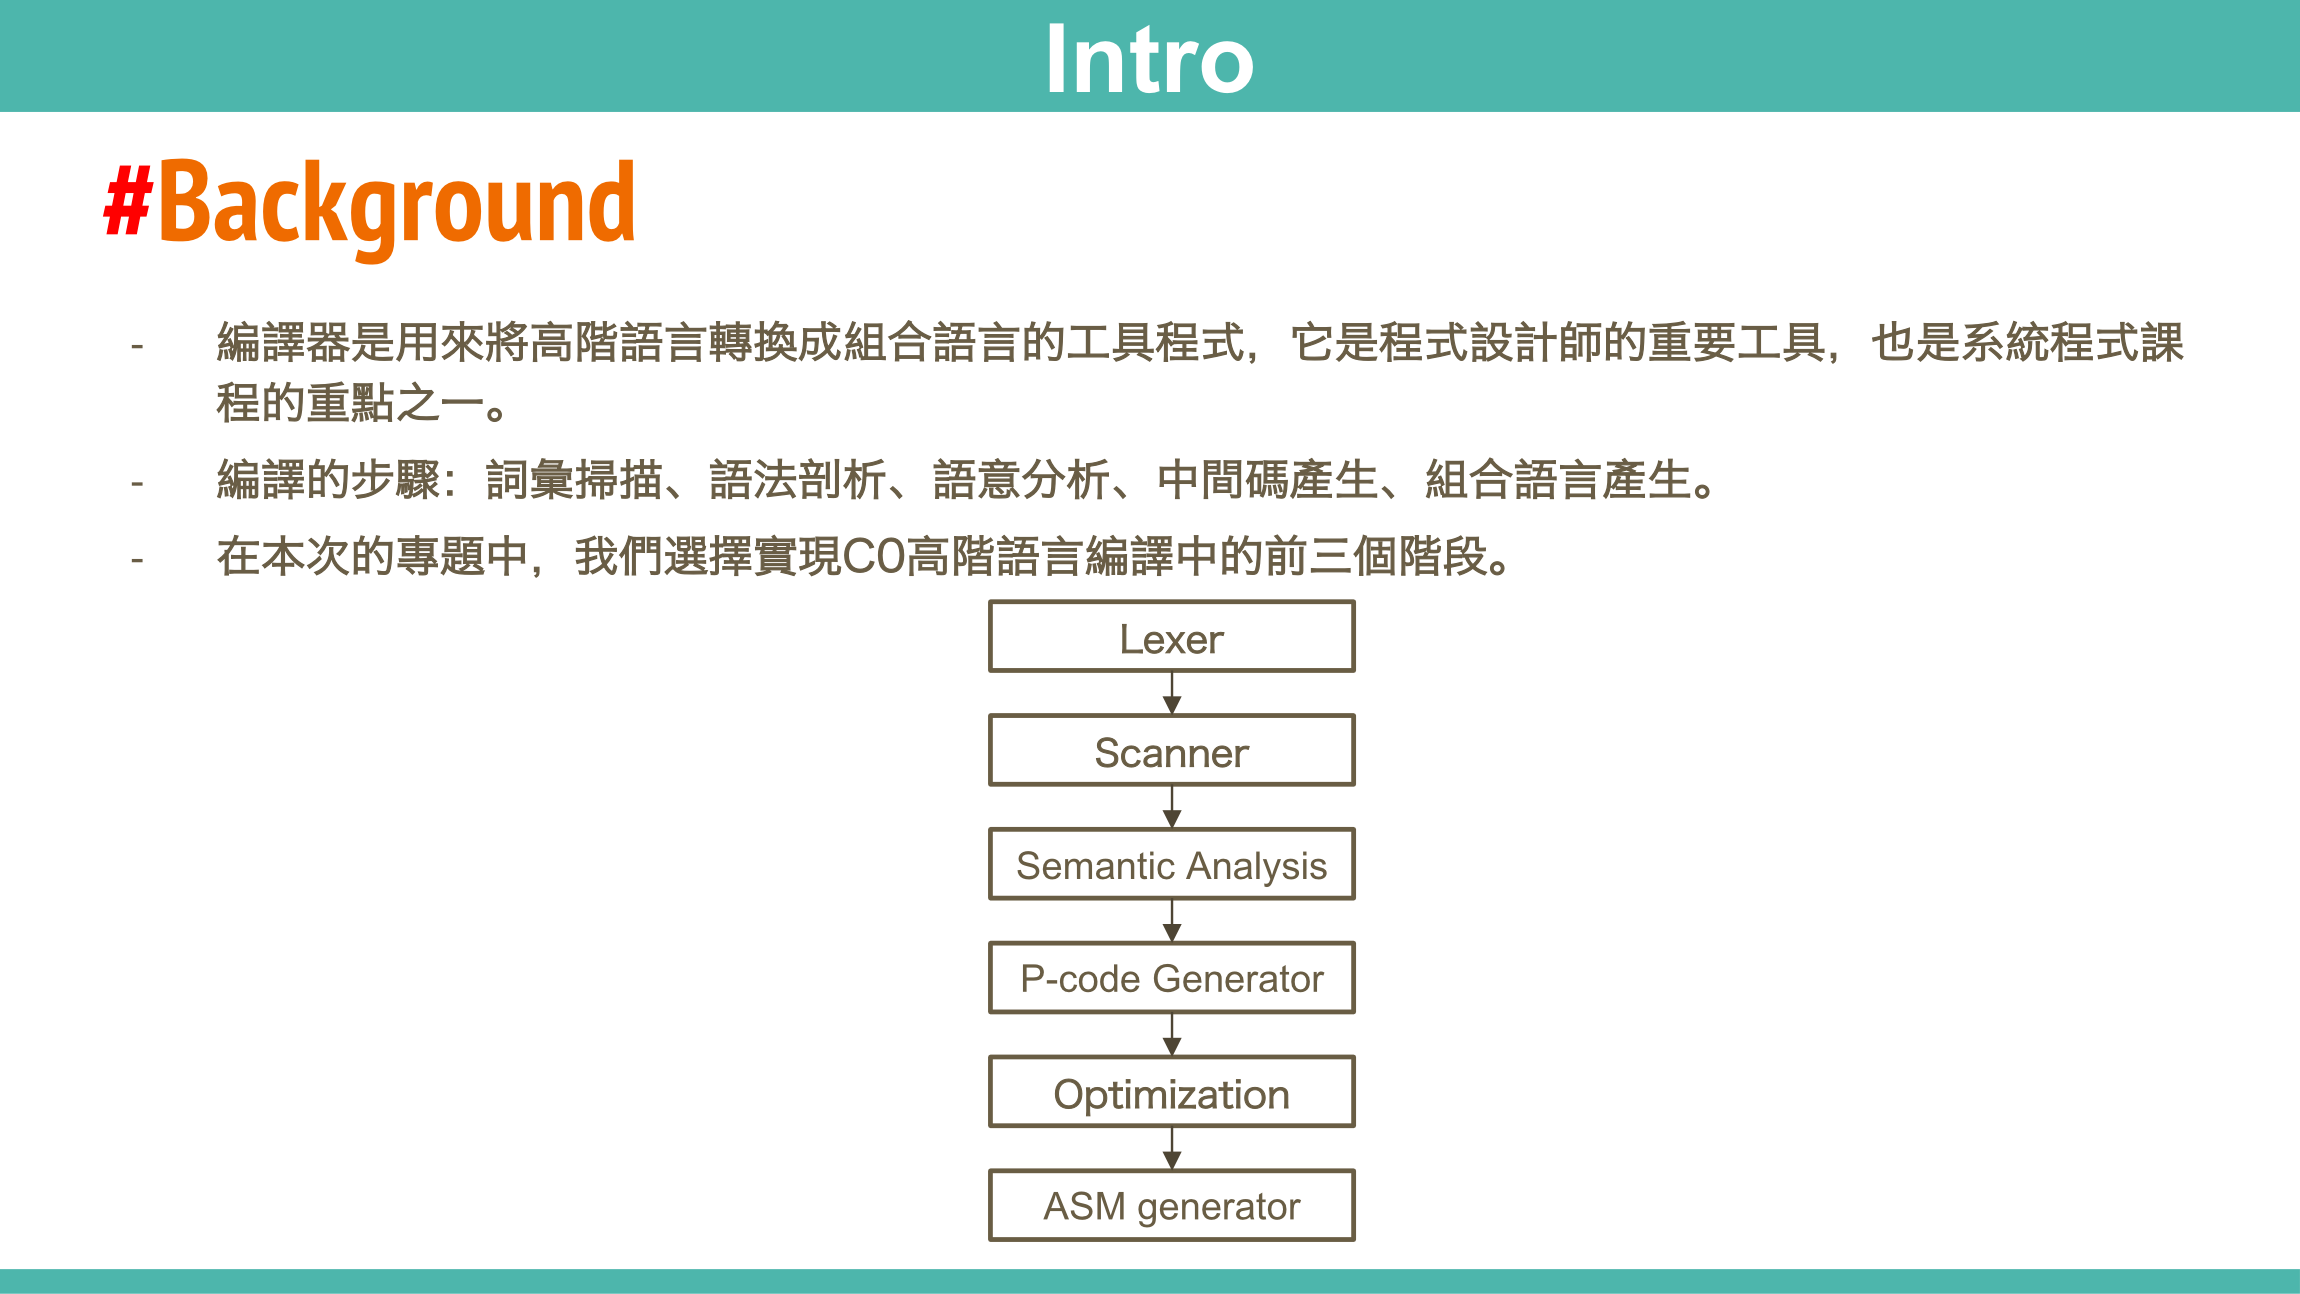 Intro
#Background
- 編譯器是用來將高階語言轉換成組合語言的工具程式，它是程式設計師的重要工具，也是系統程式課
程的重點之一。
- 編譯的步驟：詞彙掃描、語法剖析、語意分析、中間碼產生、組合語言產生。
- 在本次的專題中，我們選擇實現C0高階語言編譯中的前三個階段。
Lexer
Scanner
Semantic Analysis
P-code Generator
Optimization
ASM generator